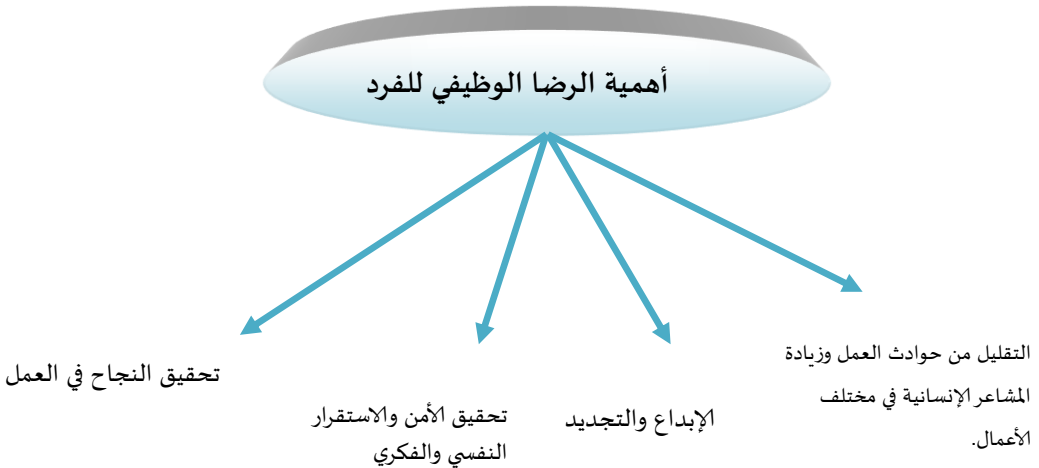 أهمية الرضا الوظيفي للفرد
التقليل من حوادث العمل وزيادة
المشاعر الإنسانية في مختلف
الأعمال.
الإبداع والتجديد
تحقيق الأمن والاستقرار
النفسي والفكري
تحقيق النجاح في العمل